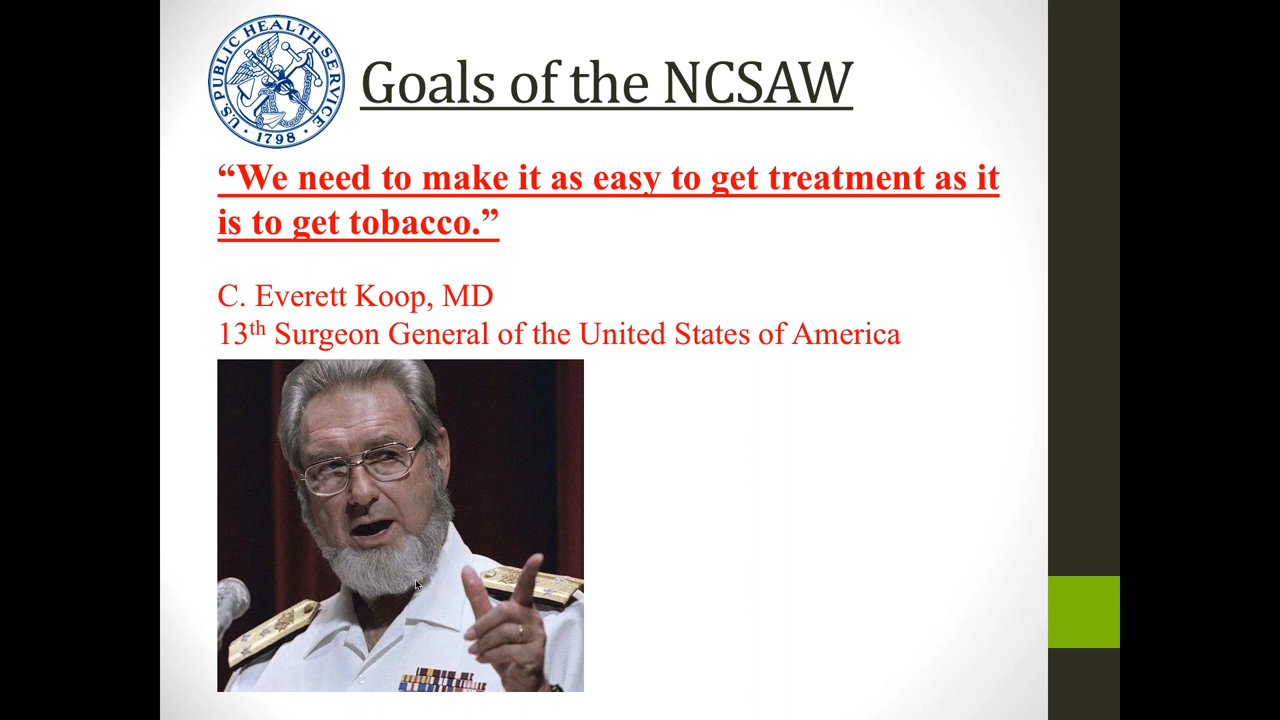 U.S. PUBLIC HEALTH SERVICE
1798
Goals of the NCSAW
“We need to make it as easy to get treatment as it
is to get tobacco.”
C. Everett Koop, MD
13th Surgeon General of the United States of America